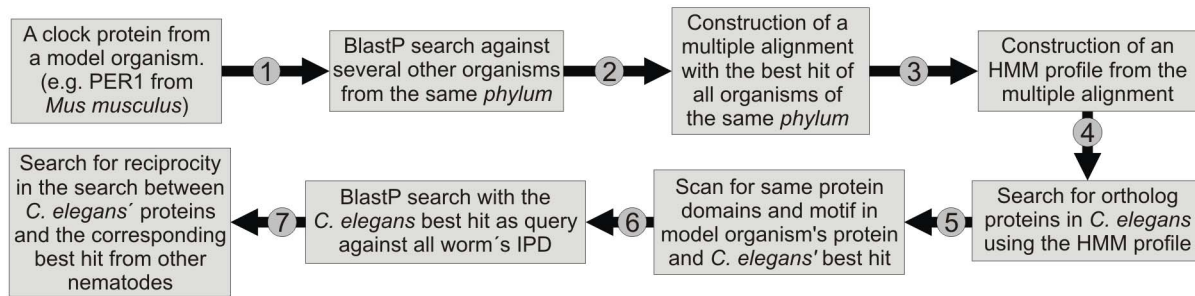 A clock protein from
a model organism.
(e.g. PER1 from
Mus musculus)
1
BlastP search against
several other organisms
from the same phylum
2
Construction of a
multiple alignment
with the best hit of
all organisms of
the same phylum
3
Construction of an
HMM profile from the
multiple alignment
4
Search for ortholog
proteins in C. elegans
using the HMM profile
5
Scan for same protein
domains and motif in
model organism's protein
and C. elegans' best hit
6
BlastP search with the
C. elegans best hit as query
against all worm´s IPD
7
Search for reciprocity
in the search between
C. elegans´ proteins
and the corresponding
best hit from other
nematodes